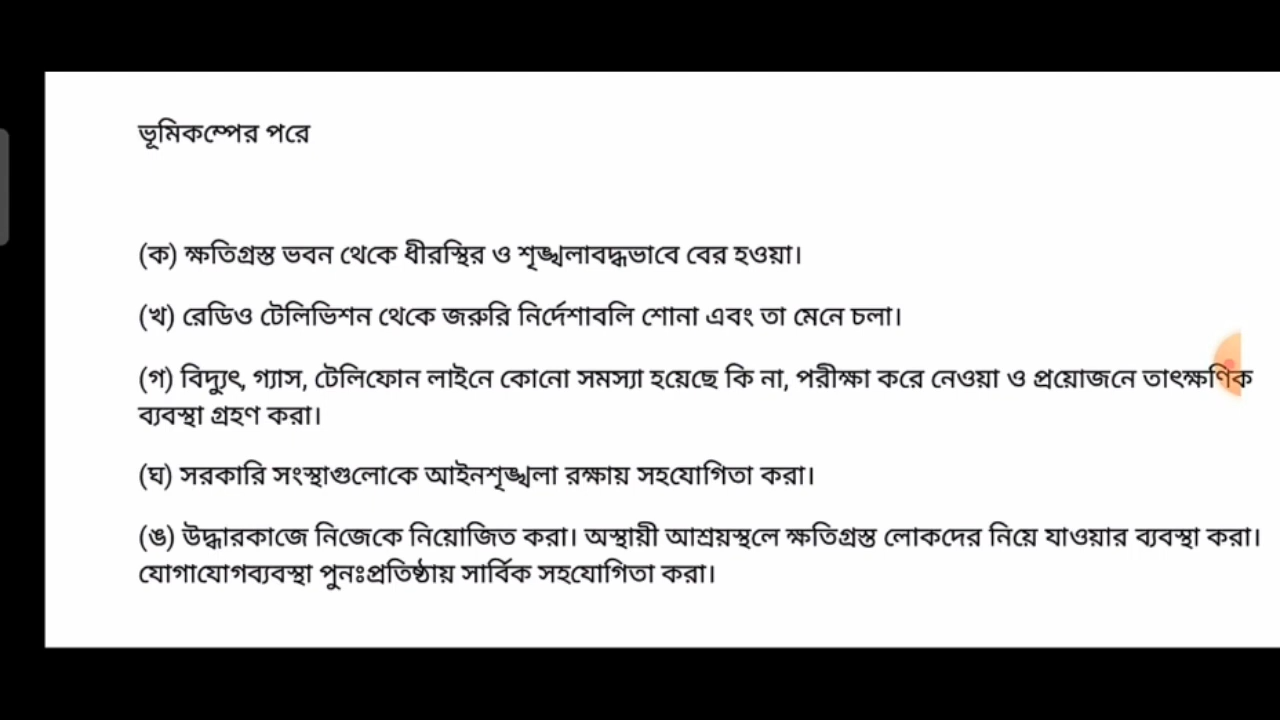 ভূমিকম্পের পরে
(ক) ক্ষতিগ্রস্ত ভবন থেকে ধীরস্থির ও শৃঙ্খলাবদ্ধভাবে বের হওয়া।
(খ) রেডিও টেলিভিশন থেকে জরুরি নির্দেশাবলি শোনা এবং তা মেনে চলা।
(গ) বিদ্যুৎ, গ্যাস, টেলিফোন লাইনে কোনো সমস্যা হয়েছে কি না, পরীক্ষা করে নেওয়া ও প্রয়োজনে তাৎক্ষণিক
ব্যবস্থা গ্রহণ করা।
(ঘ) সরকারি সংস্থাগুলোকে আইনশৃঙ্খলা রক্ষায় সহযোগিতা করা।
(ঙ) উদ্ধারকাজে নিজেকে নিয়োজিত করা। অস্থায়ী আশ্রয়স্থলে ক্ষতিগ্রস্ত লোকদের নিয়ে যাওয়ার ব্যবস্থা করা।
যোগাযোগব্যবস্থা পুনঃপ্রতিষ্ঠায় সার্বিক সহযোগিতা করা।